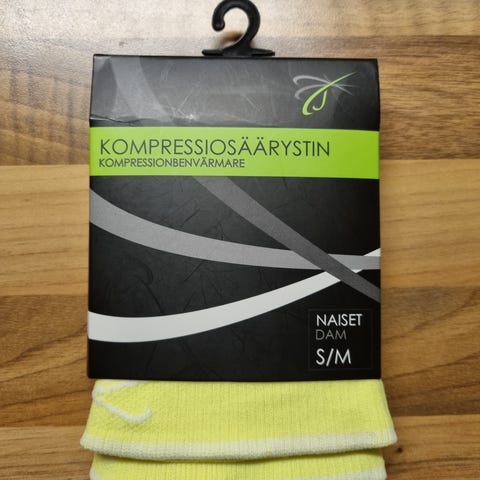 KOMPRESSIOSÄÄRYSTIN
KOMPRESSIONBENVÄRMARE
NAISET
DAM
S/M